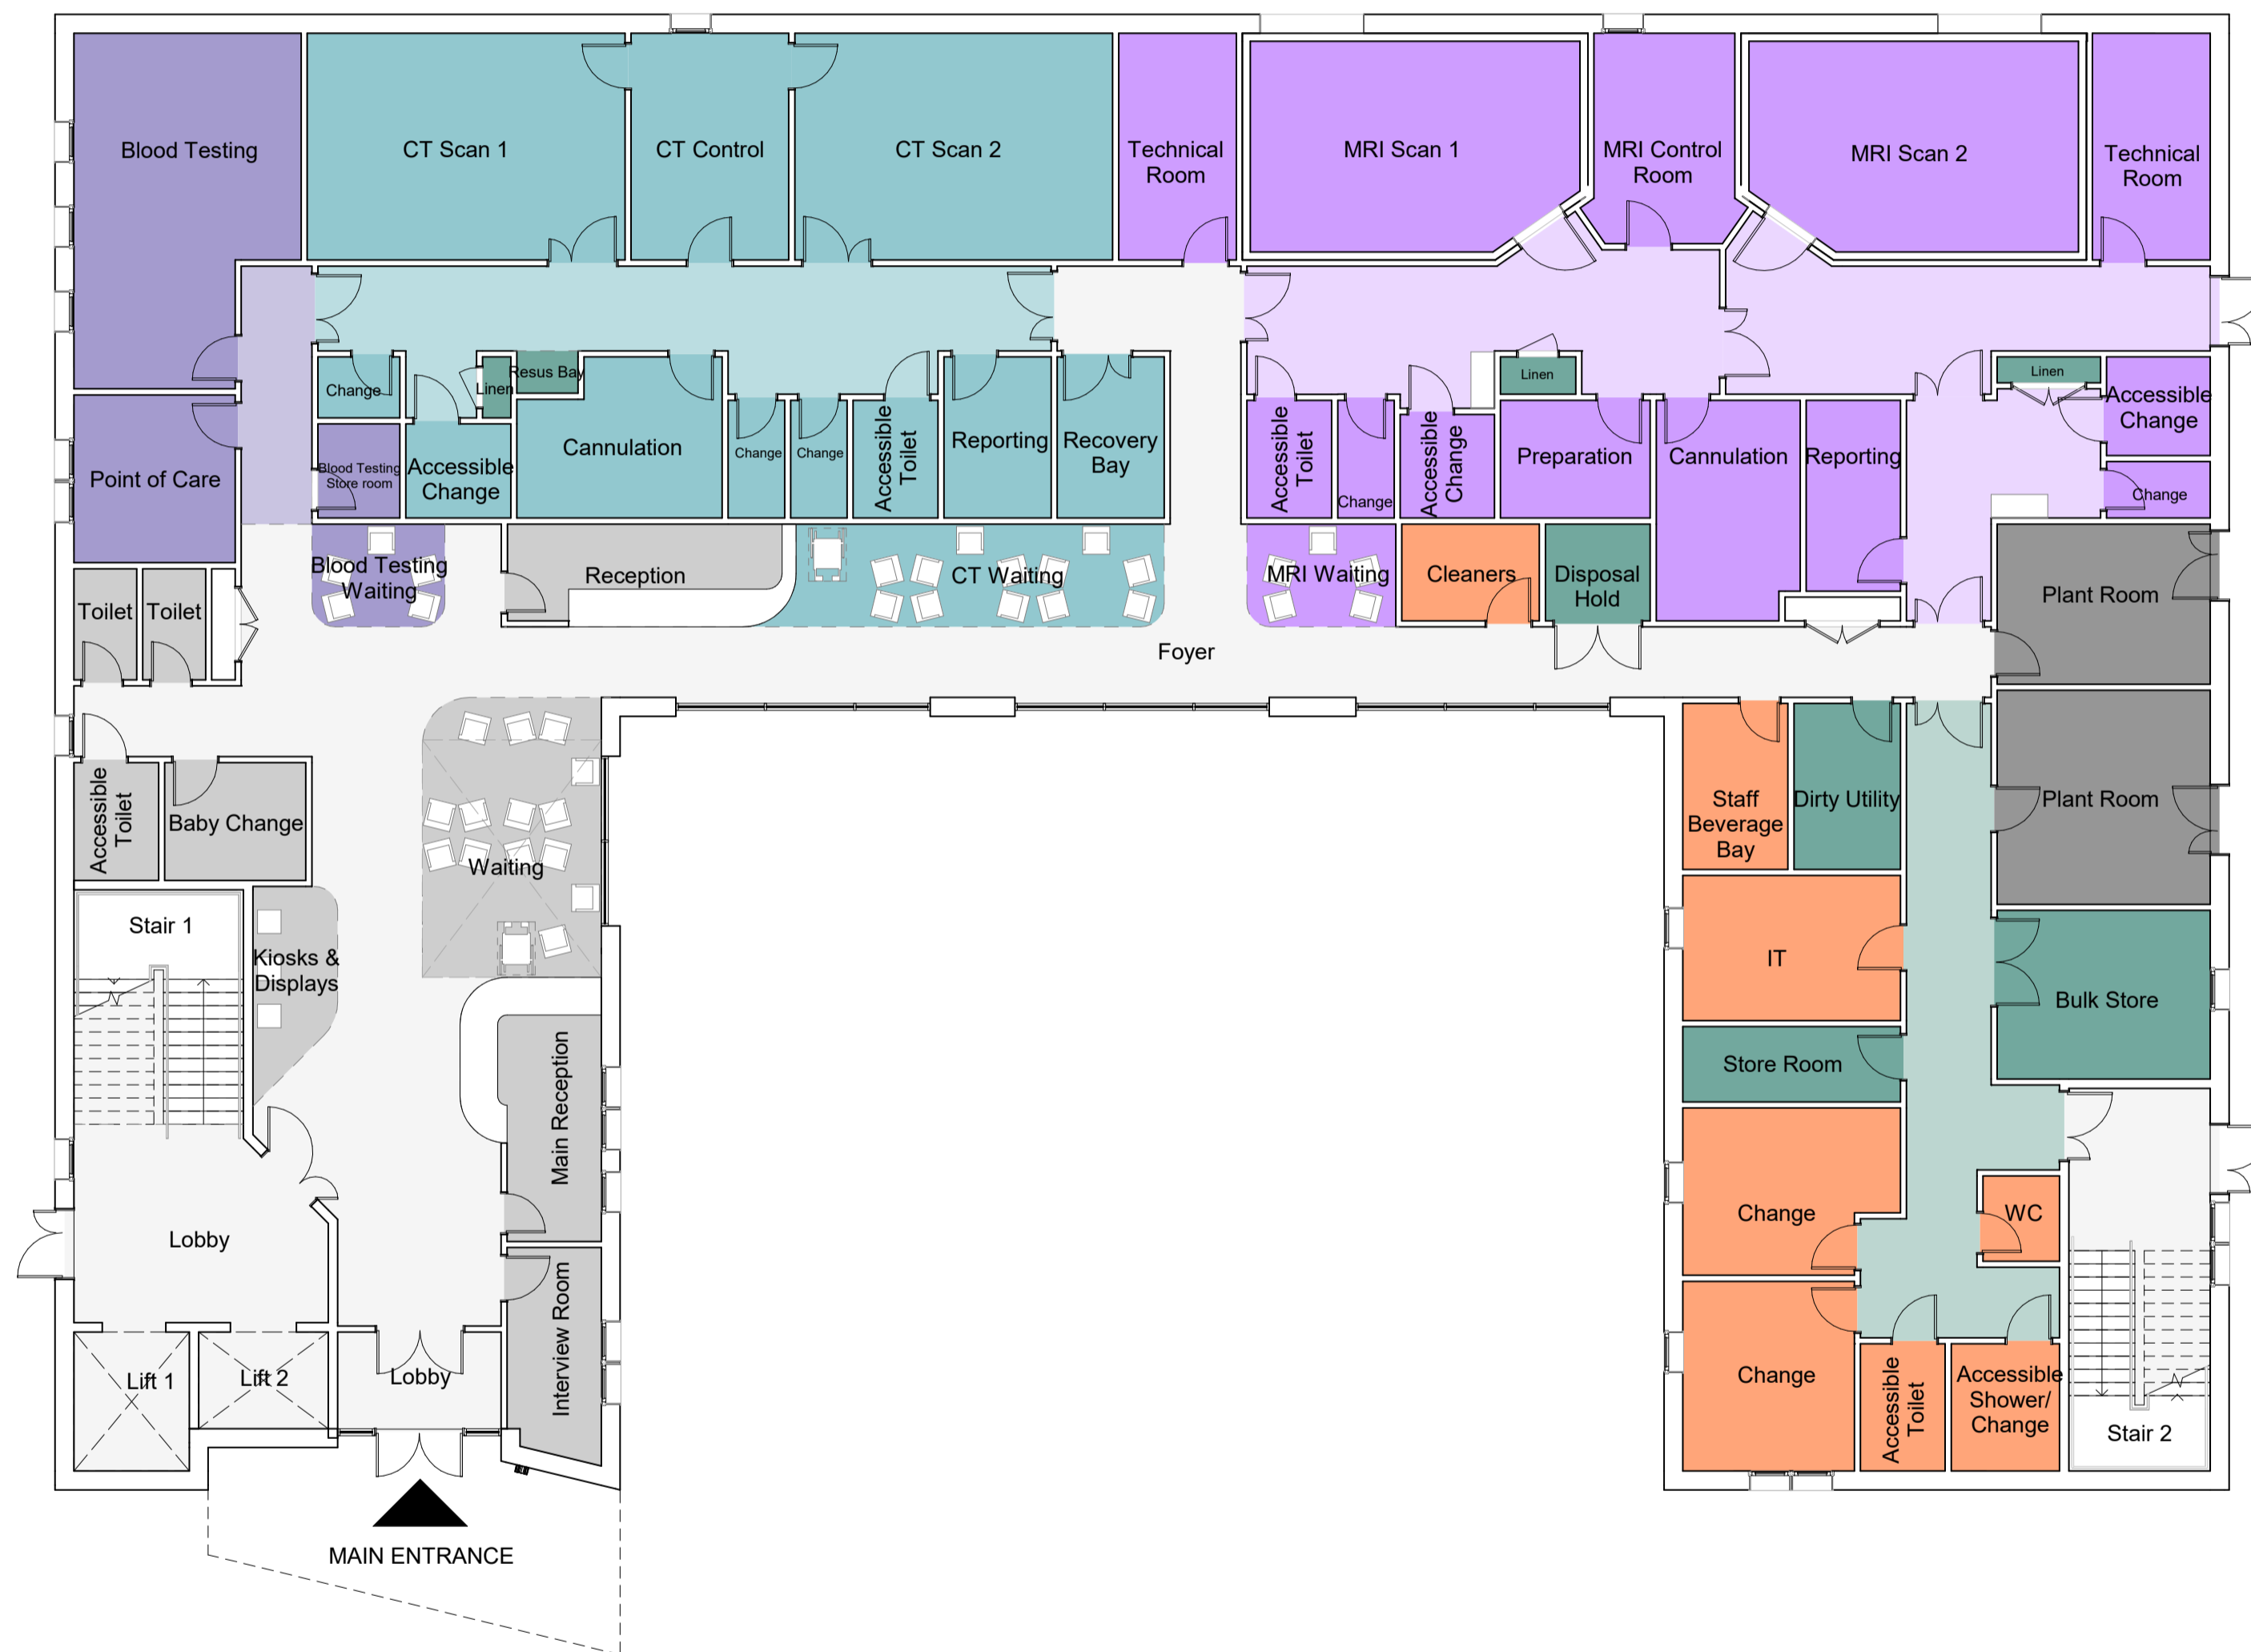 Blood Testing
CT Scan 1
CT Control
CT Scan 2
Technical
Room
MRI Scan 1
MRI Control
Room
MRI Scan 2
Technical
Room
Change
Linen
Resus Bay
Linen
Linen
Accessible
Change
Point of Care
Blood Testing
Store room
Accessible
Change
Cannulation
Change
Change
Accessible
Toilet
Reporting
Recovery
Bay
Accessible
Toilet
Change
Accessible
Change
Preparation
Cannulation
Reporting
Change
Toilet
Toilet
Blood Testing
Waiting
Reception
CT Waiting
MRI Waiting
Cleaners
Disposal
Hold
Plant Room
Foyer
Accessible
Toilet
Baby Change
Waiting
Staff
Beverage
Bay
Dirty Utility
Plant Room
Stair 1
Kiosks &
Displays
IT
Bulk Store
Main Reception
Store Room
Lobby
Change
WC
Interview Room
Lift 1
Lift 2
Lobby
Change
Accessible
Toilet
Accessible
Shower/
Change
Stair 2
MAIN ENTRANCE